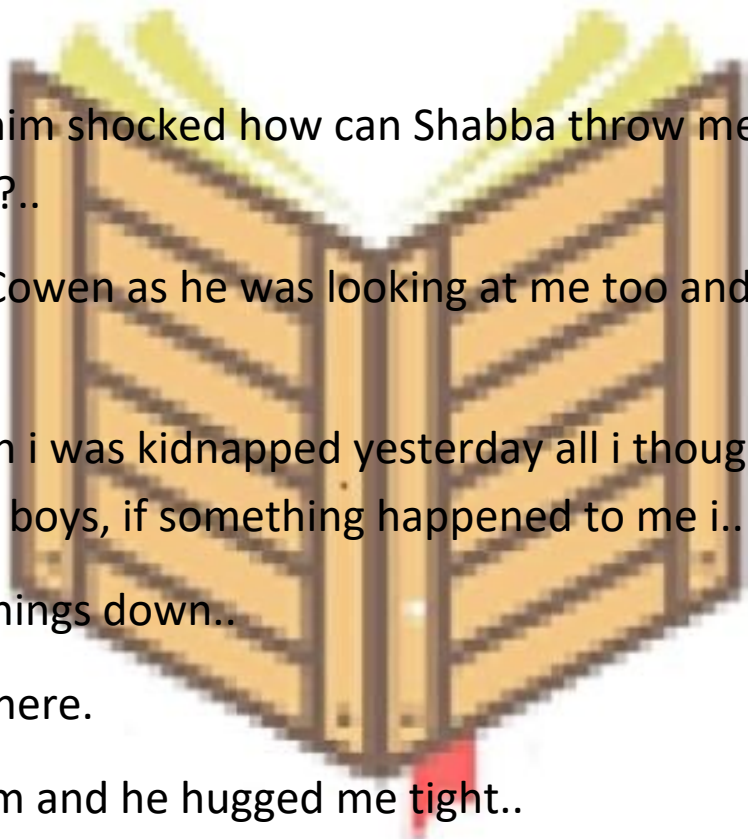 him shocked how can Shabba throw me
?..
Cowen as he was looking at me too and
n i was kidnapped yesterday all i thoug
boys, if something happened to me i..
hings down..
here.
m and he hugged me tight..